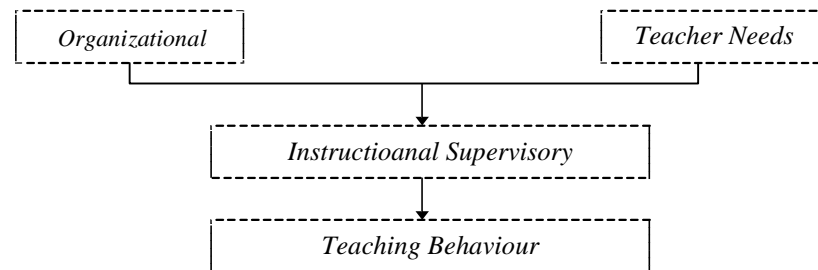 Organizational
Teacher Needs
Instructioanal Supervisory
Teaching Behaviour